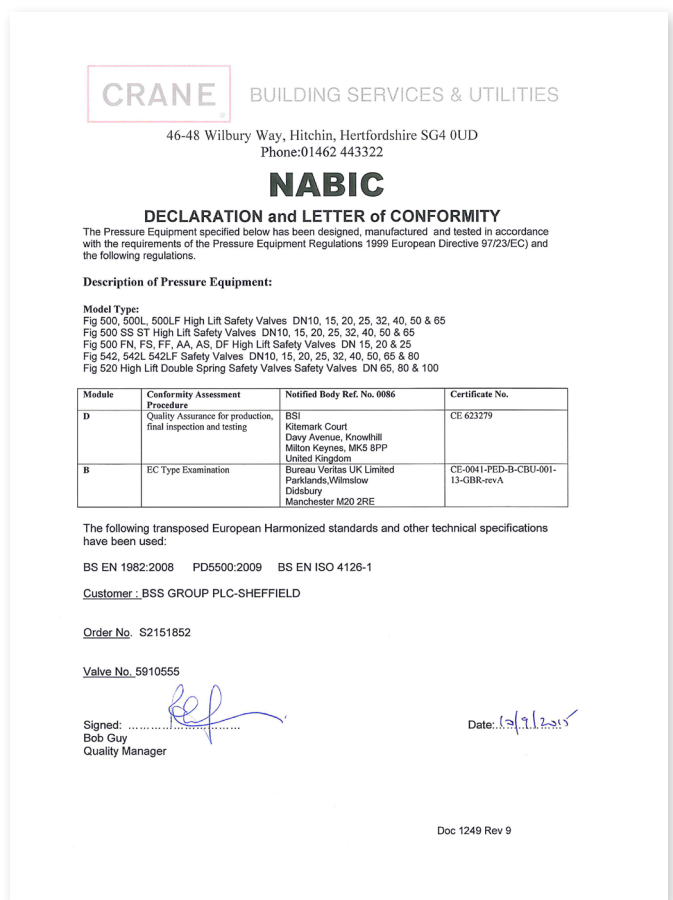 CRANE
BUILDING SERVICES & UTILITIES
46-48 Wilbury Way, Hitchin, Hertfordshire SG4 0UD
Phone:01462 443322
NABIC
DECLARATION and LETTER of CONFORMITY
The Pressure Equipment specified below has been designed, manufactured and tested in accordance
with the requirements of the Pressure Equipment Regulations 1999 European Directive 97/23/EC) and
the following regulations.
Description of Pressure Equipment:
Model Type:
Fig 500, 500L, 500LF High Lift Safety Valves DN10, 15, 20, 25, 32, 40, 50 & 65
Fig 500 SS ST High Lift Safety Valves DN10, 15, 20, 25, 32, 40, 50 & 65
Fig 500 FN, FS, FF, AA, AS, DF High Lift Safety Valves DN 15, 20 & 25
Fig 542, 542L 542LF Safety Valves DN10, 15, 20, 25, 32, 40, 50, 65 & 80
Fig 520 High Lift Double Spring Safety Valves Safety Valves DN 65, 80 & 100
Module
Conformity Assessment
Procedure
Notified Body Ref. No. 0086
Certificate No.
D
Quality Assurance for production,
final inspection and testing
BSI
Kitemark Court
Davy Avenue, Knowlhill
Milton Keynes, MK5 8PP
United Kingdom
CE 623279
B
EC Type Examination
Bureau Veritas UK Limited
Parklands,Wilmslow
Didsbury
Manchester M20 2RE
CE-0041-PED-B-CBU-001-
13-GBR-revA
The following transposed European Harmonized standards and other technical specifications
have been used:
BS EN 1982:2008 PD5500:2009 BS EN ISO 4126-1
Customer : BSS GROUP PLC-SHEFFIELD
Order No. S2151852
Valve No. 5910555
Signed: ........................
Bob Guy
Quality Manager
Date:
Doc 1249 Rev 9